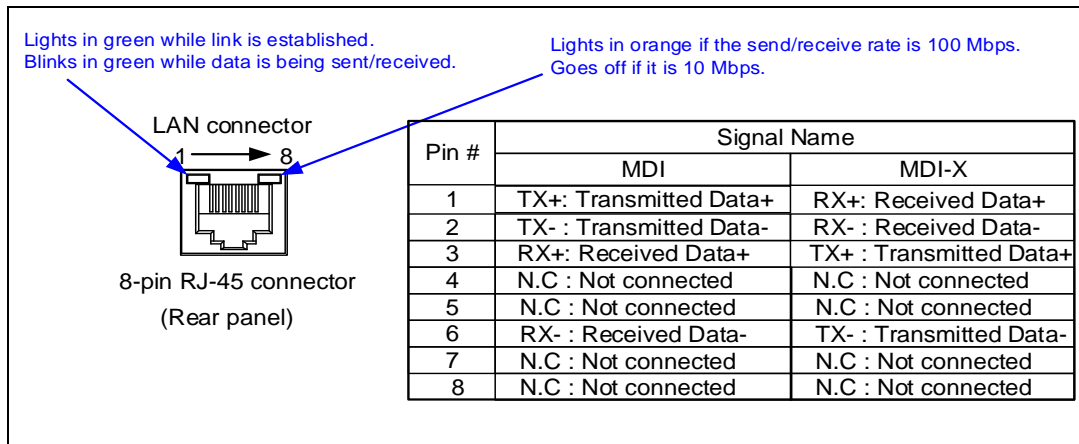 Lights in green while link is established.
Blinks in green while data is being sent/received.
Lights in orange if the send/receive rate is 100 Mbps.
Goes off if it is 10 Mbps.
LAN connector
1 8
8-pin RJ-45 connector
(Rear panel)
Pin # Signal Name
MDI MDI-X
1 TX+: Transmitted Data+ RX+: Received Data+
2 TX- : Transmitted Data- RX- : Received Data-
3 RX+: Received Data+ TX+ : Transmitted Data+
4 N.C : Not connected N.C : Not connected
5 N.C : Not connected N.C : Not connected
6 RX- : Received Data- TX- : Transmitted Data-
7 N.C : Not connected N.C : Not connected
8 N.C : Not connected N.C : Not connected